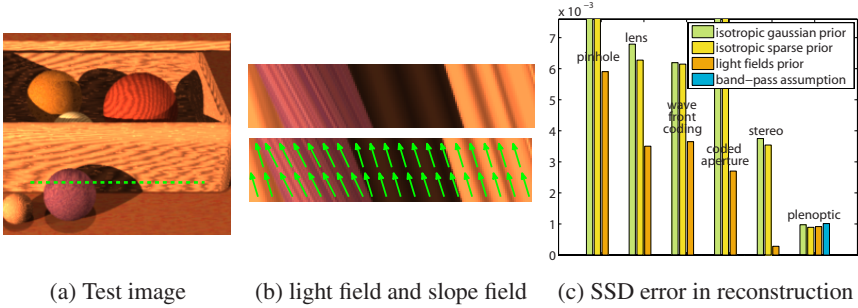 x 10⁻³
7
6
5
4
3
2
1
0
pinhole
lens
wave
front
coding
coded
aperture
stereo
plenoptic
isotropic gaussian prior
isotropic sparse prior
light fields prior
band−pass assumption
(a) Test image
(b) light field and slope field
(c) SSD error in reconstruction